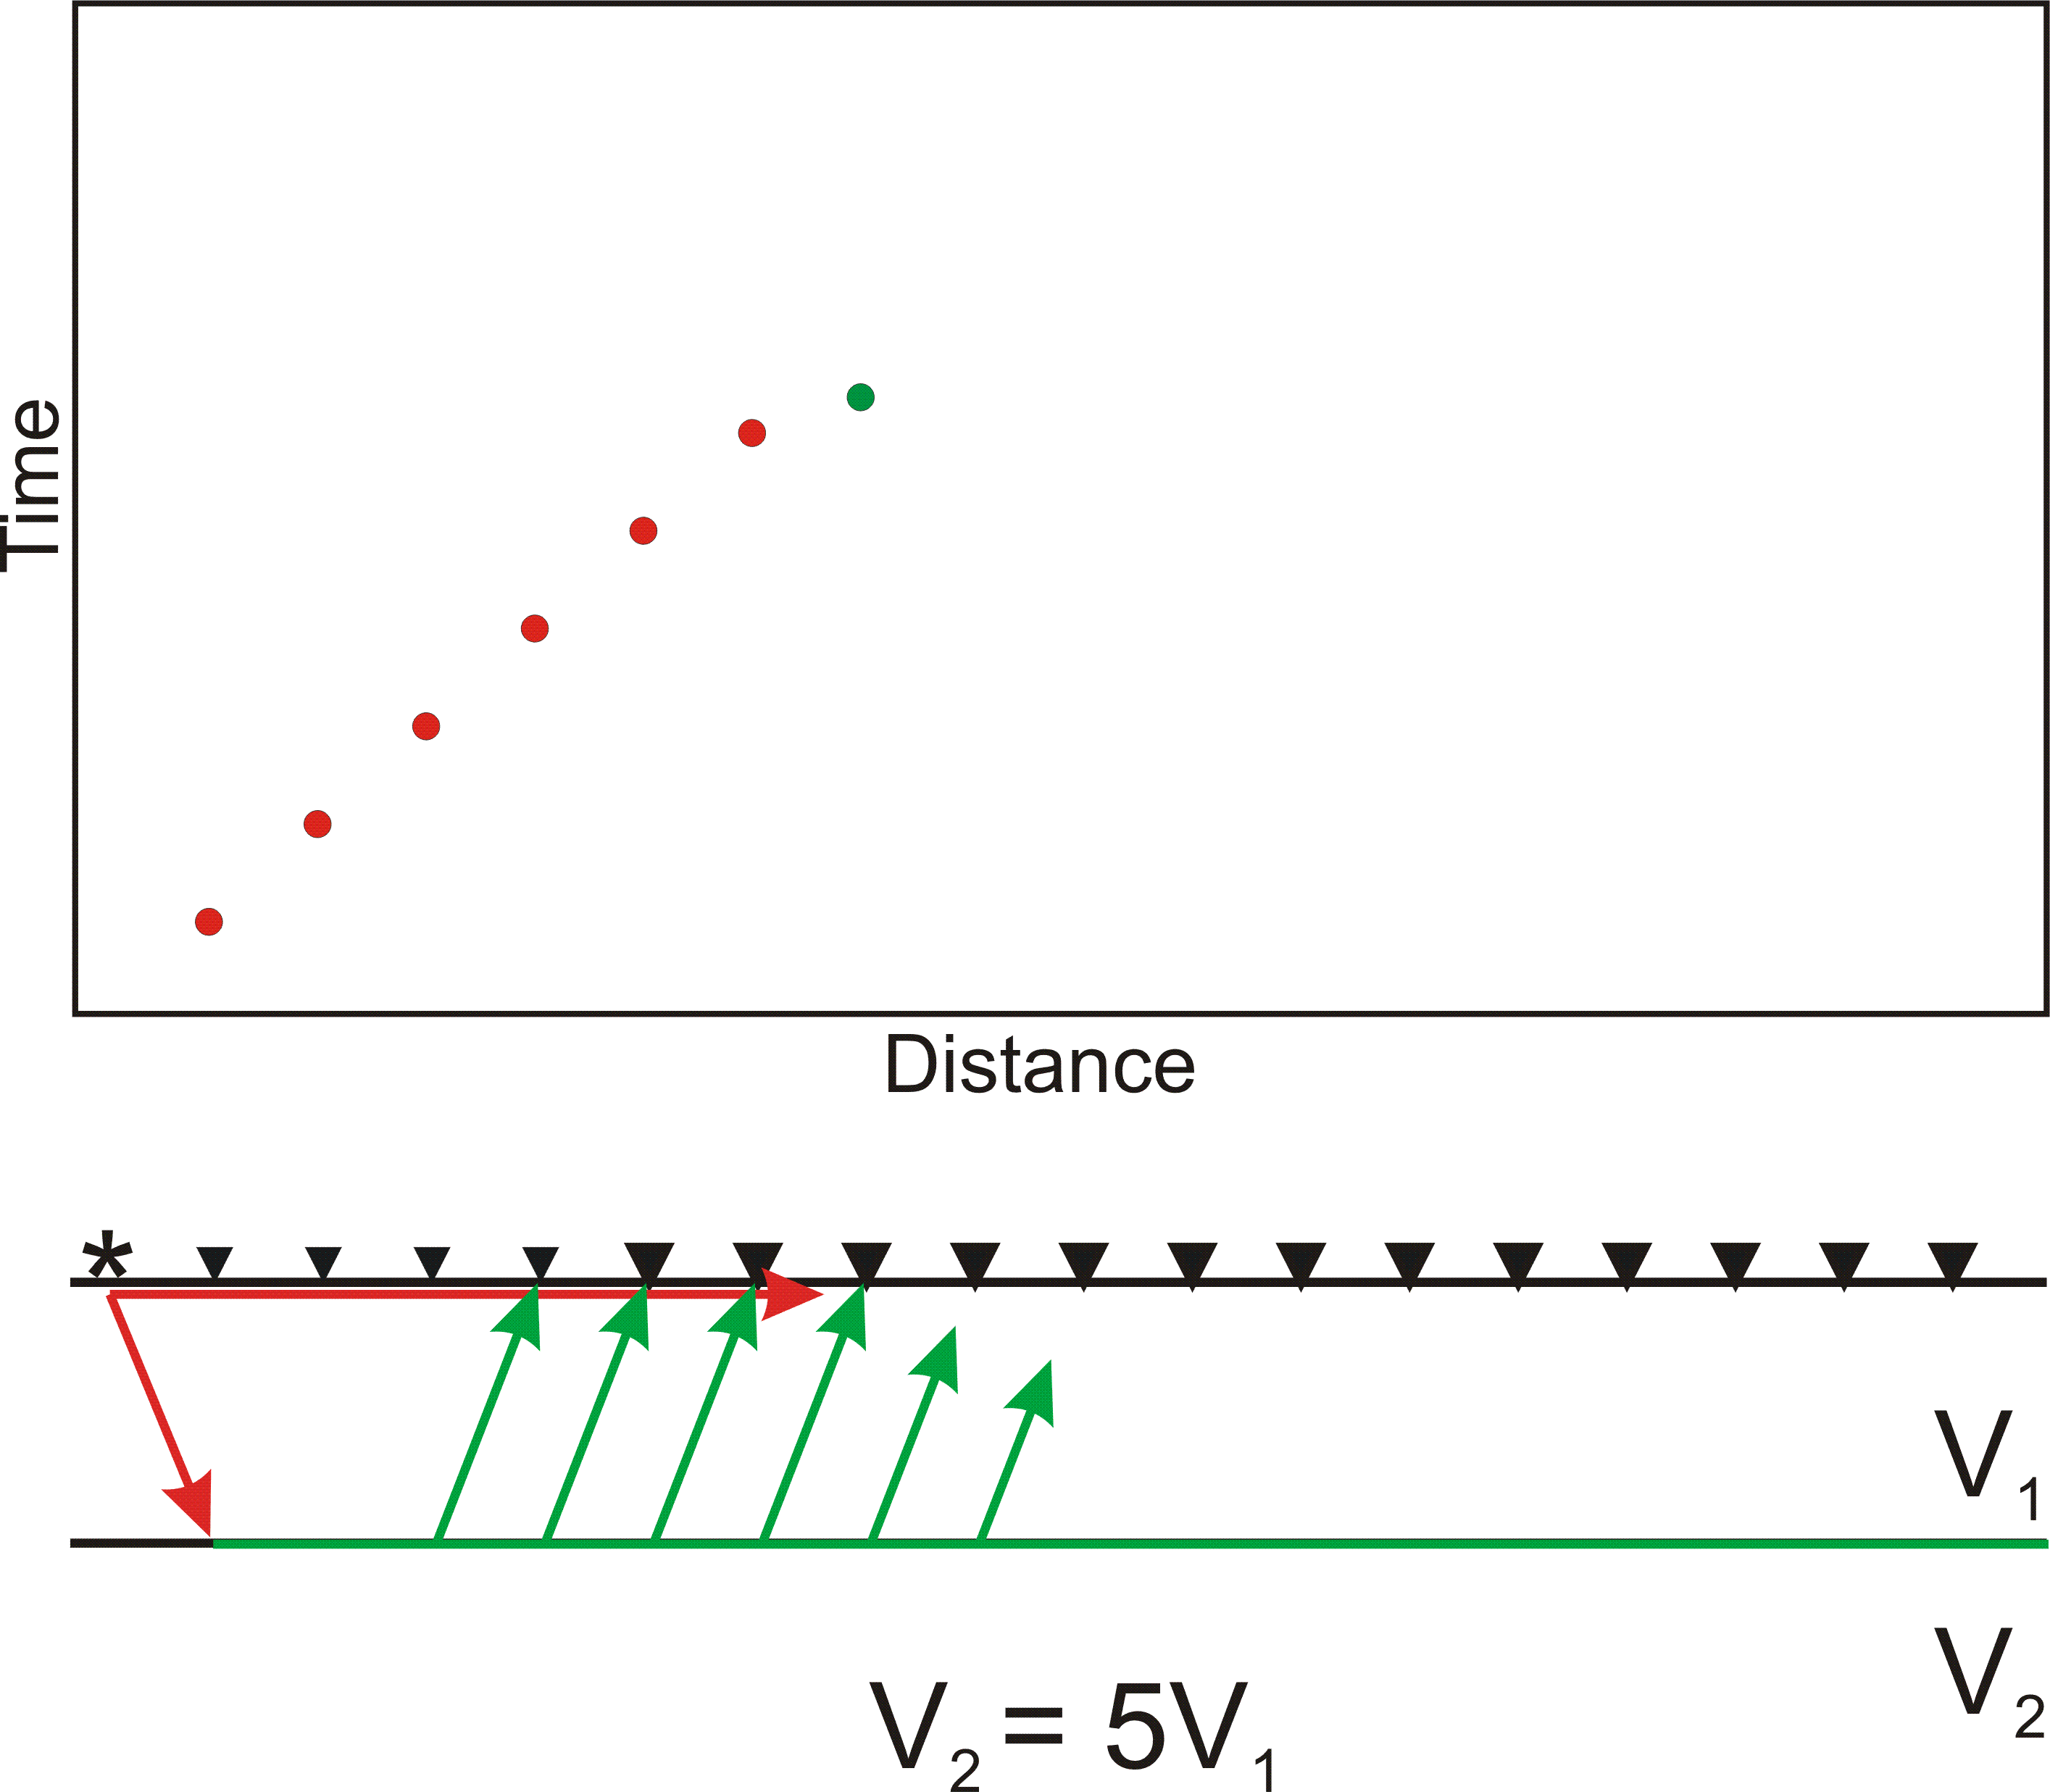 Time
Distance
*
V₁
V₂
V₂ = 5V₁